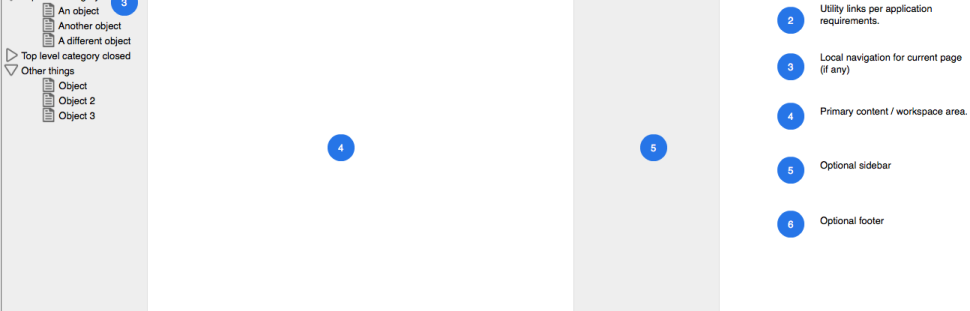 3
An object
Another object
A different object
Top level category closed
Other things
Object
Object 2
Object 3
4
5
2
Utility links per application
requirements.
3
Local navigation for current page
(if any)
4
Primary content / workspace area.
5
Optional sidebar
6
Optional footer